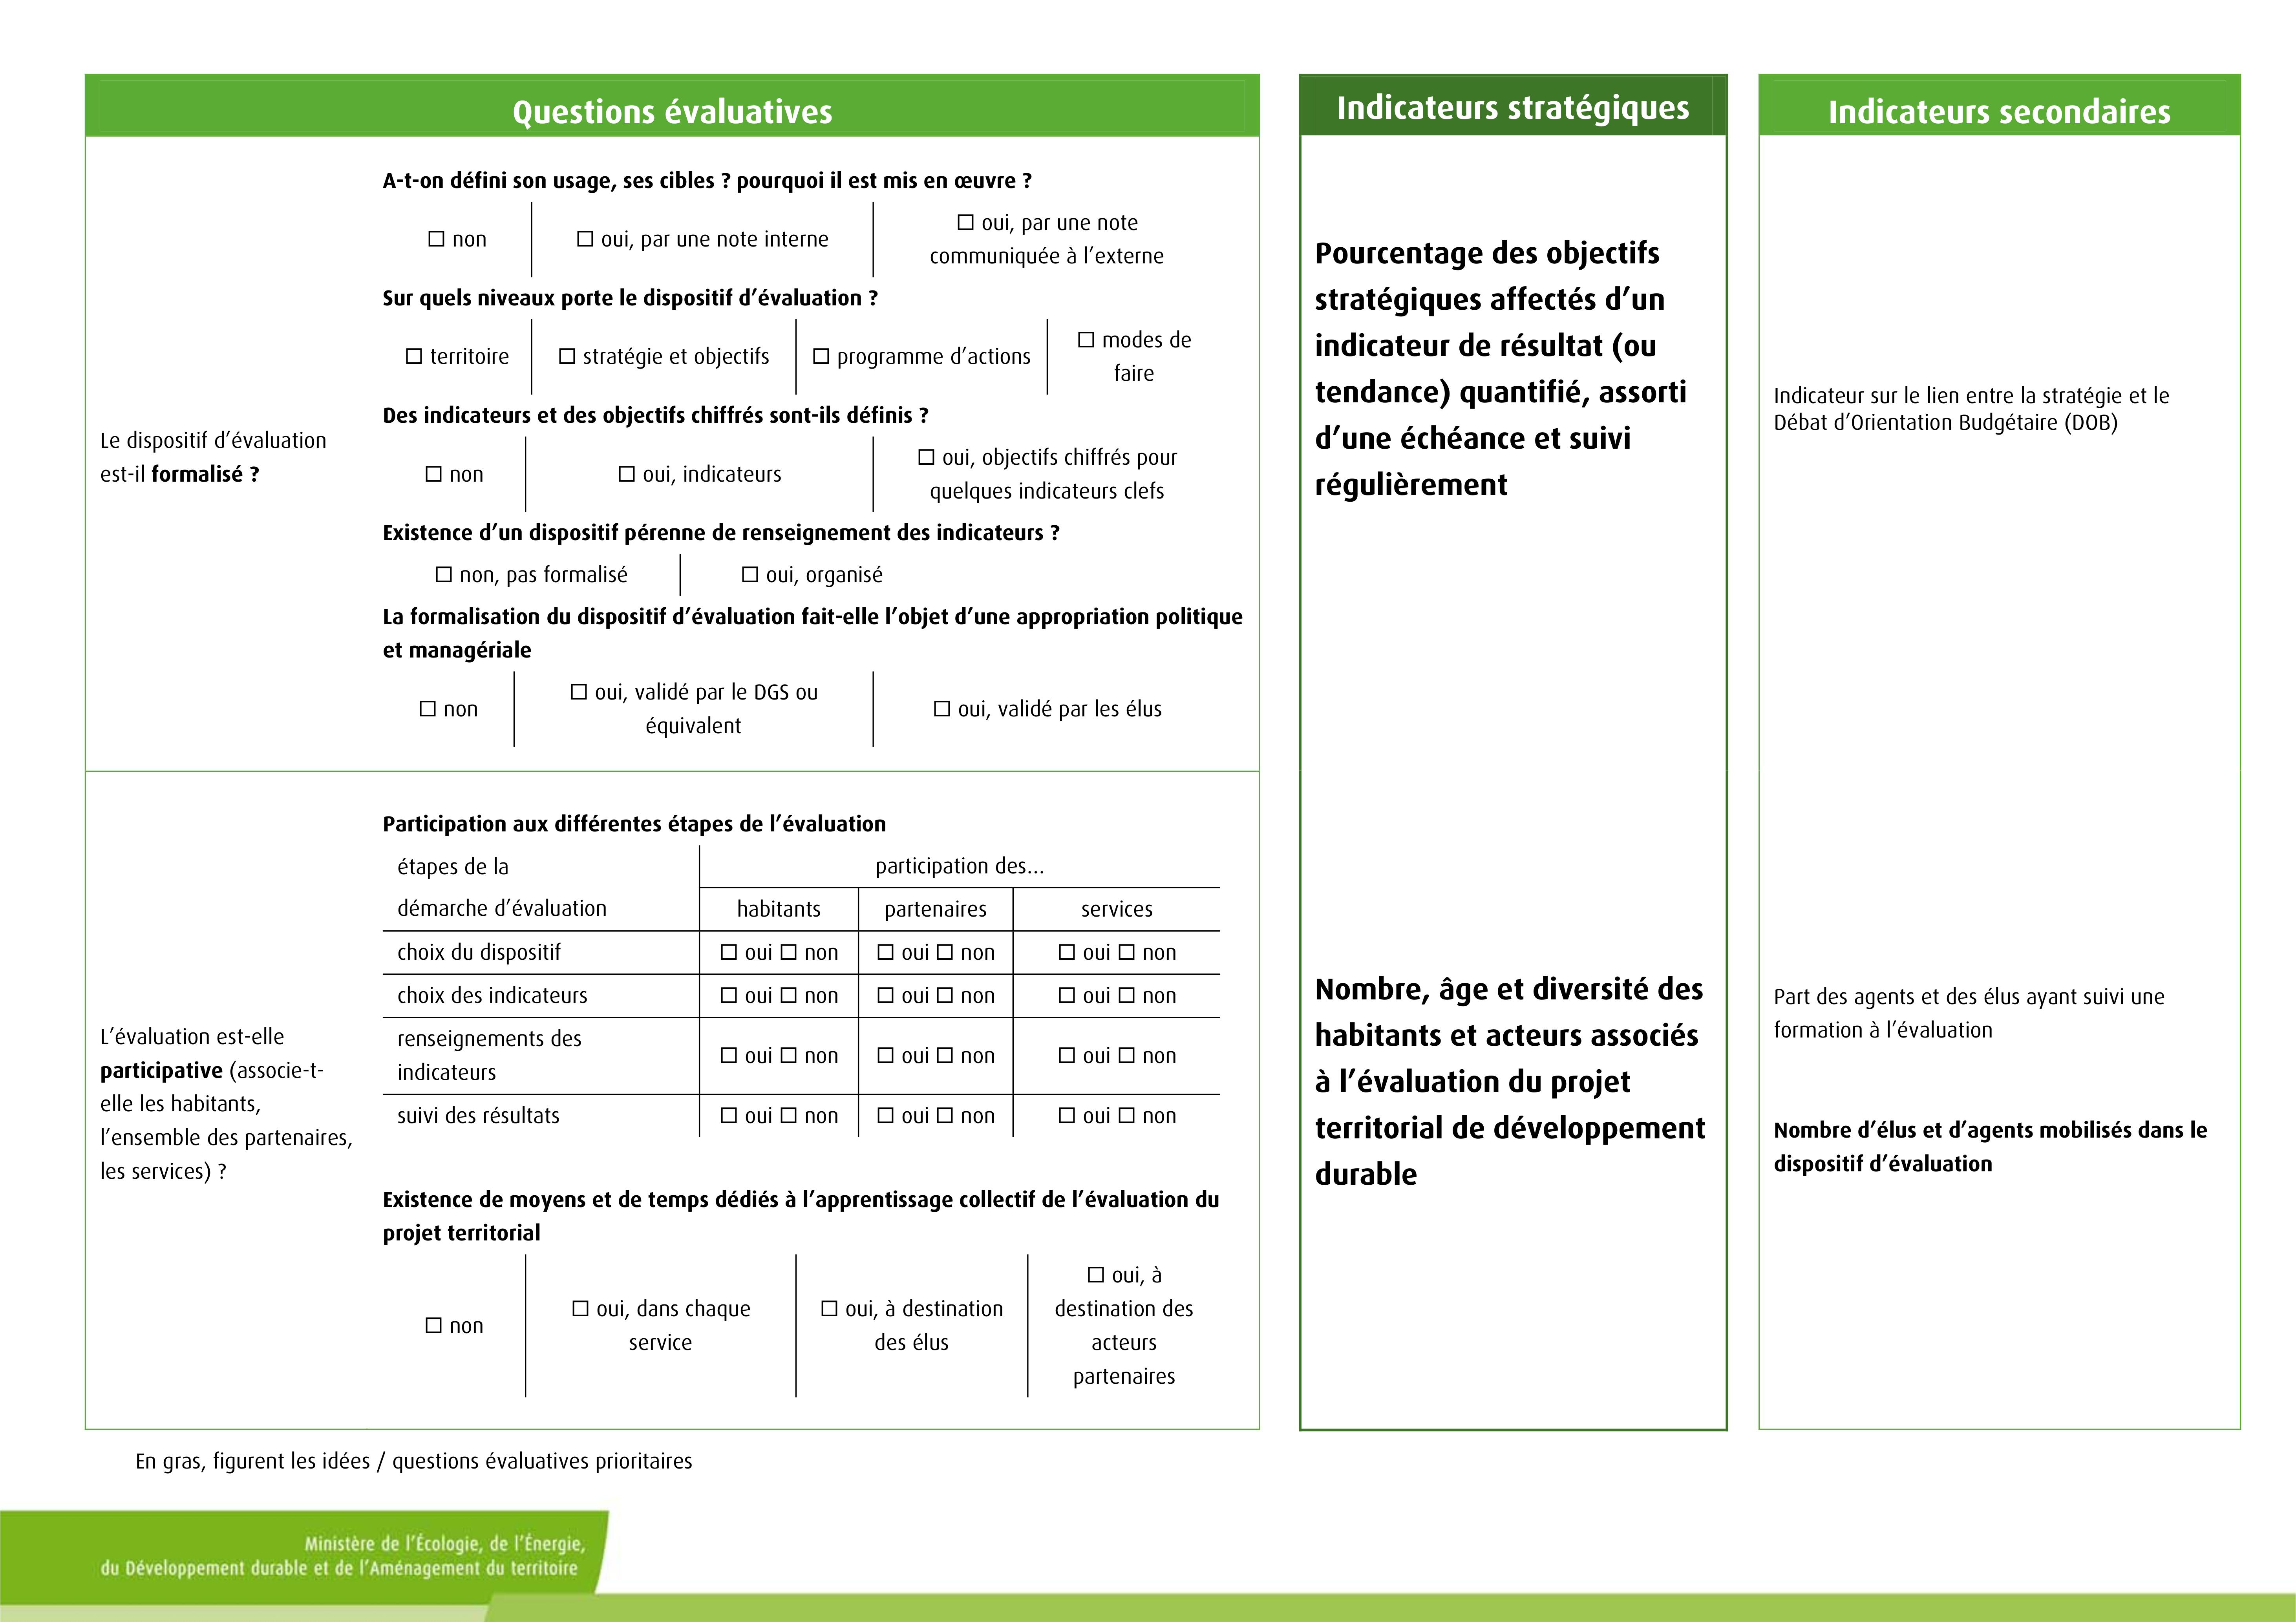 Questions évaluatives
Le dispositif d’évaluation
est-il formalisé ?
A-t-on défini son usage, ses cibles ? pourquoi il est mis en œuvre ?
☐ non
☐ oui, par une note interne
☐ oui, par une note
communiquée à l’externe
Sur quels niveaux porte le dispositif d’évaluation ?
☐ territoire
☐ stratégie et objectifs
☐ programme d’actions
☐ modes de
faire
Des indicateurs et des objectifs chiffrés sont-ils définis ?
☐ non
☐ oui, indicateurs
☐ oui, objectifs chiffrés pour
quelques indicateurs clefs
Existence d’un dispositif pérenne de renseignement des indicateurs ?
☐ non, pas formalisé
☐ oui, organisé
La formalisation du dispositif d’évaluation fait-elle l’objet d’une appropriation politique
et managériale
☐ non
☐ oui, validé par le DGS ou
équivalent
☐ oui, validé par les élus
L’évaluation est-elle
participative (associe-t-
elle les habitants,
l’ensemble des partenaires,
les services) ?
Participation aux différentes étapes de l’évaluation
étapes de la
démarche d’évaluation
participation des...
habitants
partenaires
services
choix du dispositif
☐ oui ☐ non
☐ oui ☐ non
☐ oui ☐ non
choix des indicateurs
☐ oui ☐ non
☐ oui ☐ non
☐ oui ☐ non
renseignements des
indicateurs
☐ oui ☐ non
☐ oui ☐ non
☐ oui ☐ non
suivi des résultats
☐ oui ☐ non
☐ oui ☐ non
☐ oui ☐ non
Existence de moyens et de temps dédiés à l’apprentissage collectif de l’évaluation du
projet territorial
☐ non
☐ oui, dans chaque
service
☐ oui, à destination
des élus
☐ oui, à
destination des
acteurs
partenaires
Indicateurs stratégiques
Pourcentage des objectifs
stratégiques affectés d’un
indicateur de résultat (ou
tendance) quantifié, assorti
d’une échéance et suivi
régulièrement
Nombre, âge et diversité des
habitants et acteurs associés
à l’évaluation du projet
territorial de développement
durable
Indicateurs secondaires
Indicateur sur le lien entre la stratégie et le
Débat d’Orientation Budgétaire (DOB)
Part des agents et des élus ayant suivi une
formation à l’évaluation
Nombre d’élus et d’agents mobilisés dans le
dispositif d’évaluation
En gras, figurent les idées / questions évaluatives prioritaires
Ministère de l’Écologie, de l’Énergie,
du Développement durable et de l’Aménagement du territoire